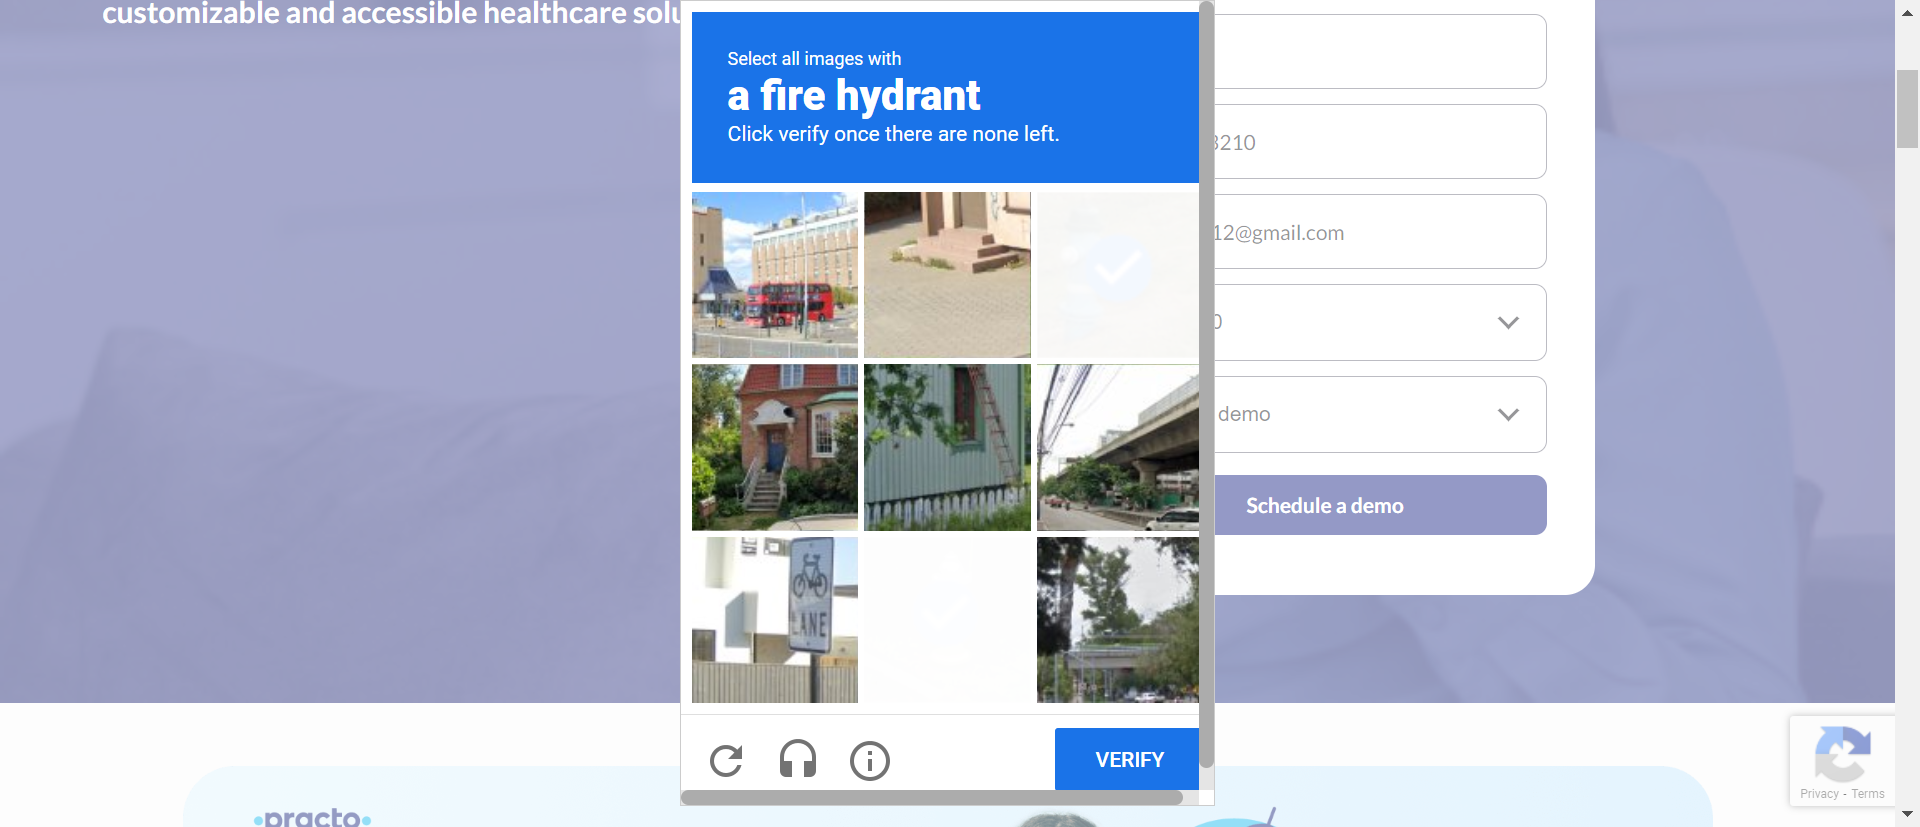 customizable and accessible healthcare solu
Select all images with
a fire hydrant
Click verify once there are none left.
3210
12@gmail.com
0
demo
Schedule a demo
LANE
VERIFY
Privacy - Terms
practo